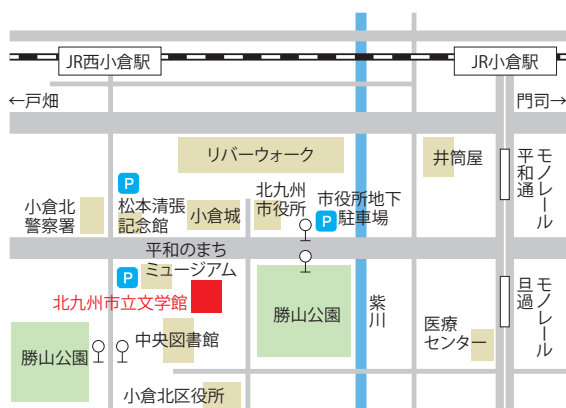 JR西小倉駅
JR小倉駅
←戸畑
門司→
リバーウォーク
井筒屋
モノレール
平和通
P
松本清張
記念館
小倉北
警察署
小倉城
北九州
市役所
市役所地下
駐車場
P
平和のまち
ミュージアム
P
北九州市立文学館
勝山公園
紫川
モノレール
旦過
医療
センター
中央図書館
勝山公園
小倉北区役所